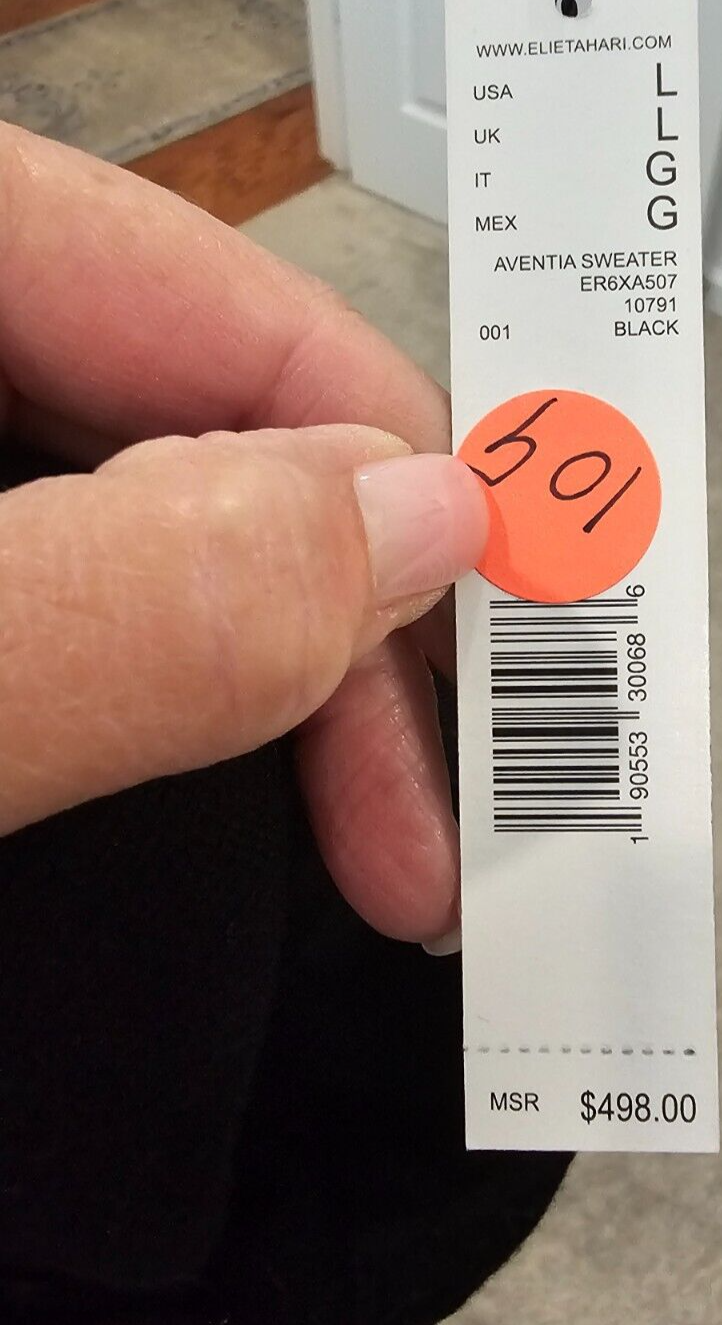 WWW.ELIETAHARI.COM
USA L
UK L
IT G
MEX G
AVENTIA SWEATER
ER6XA507
10791
001 BLACK
1 90553 30068 6
MSR $498.00